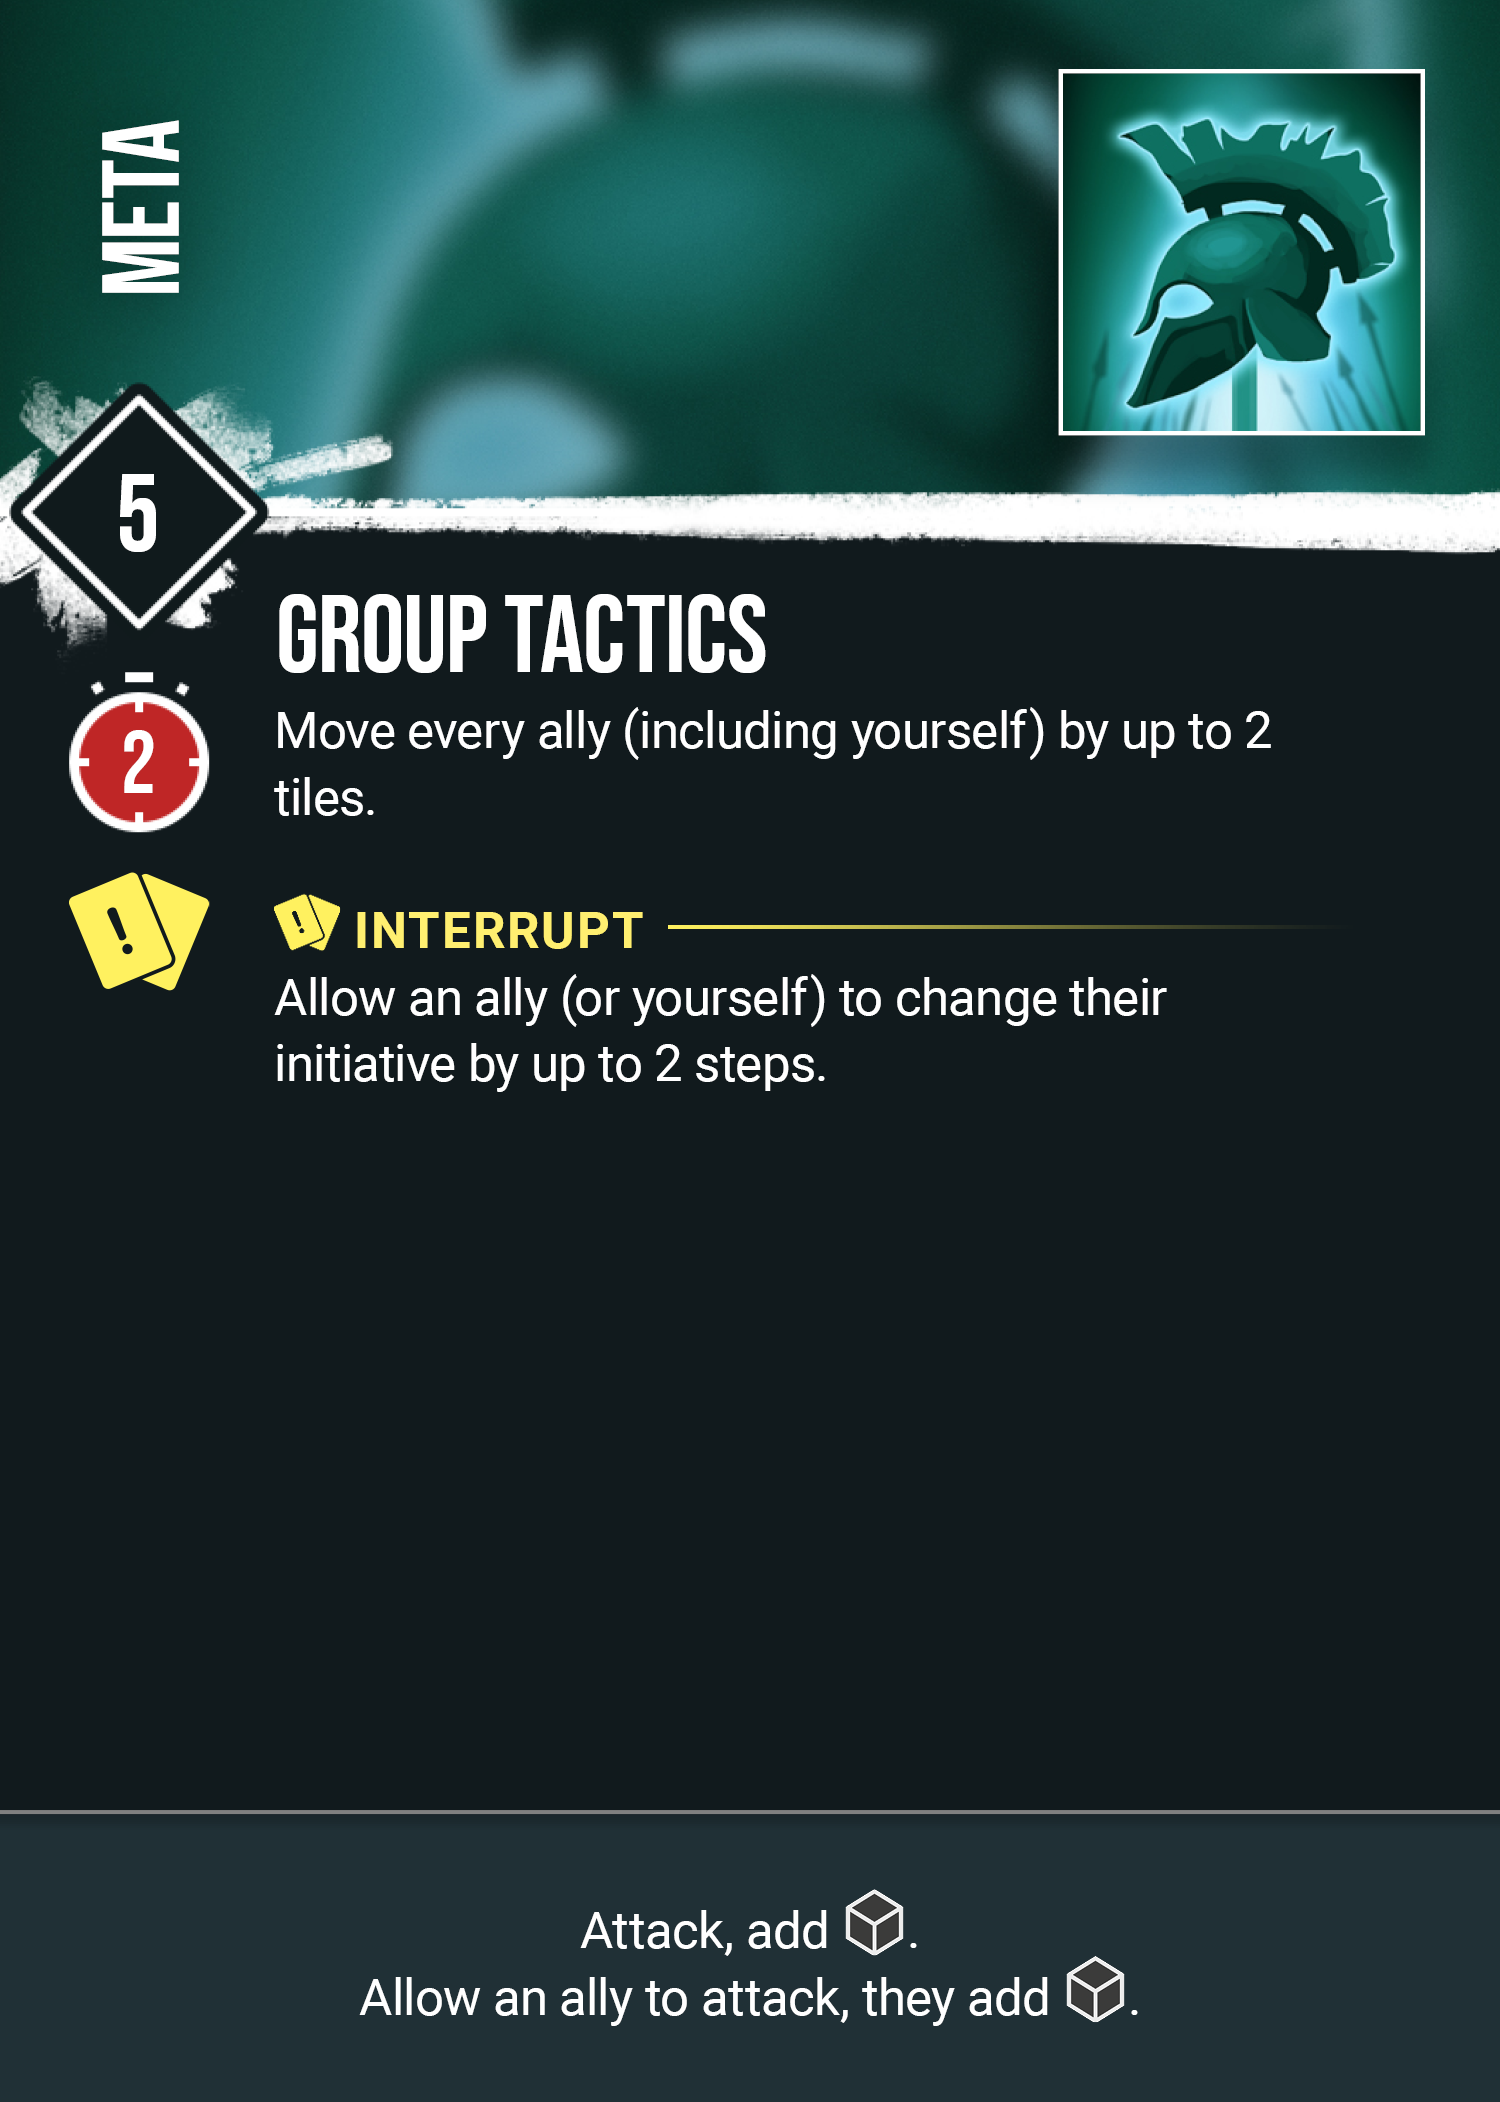 META
5
GROUP TACTICS
2
Move every ally (including yourself) by up to 2
tiles.
!
! INTERRUPT
Allow an ally (or yourself) to change their
initiative by up to 2 steps.
Attack, add .
Allow an ally to attack, they add .